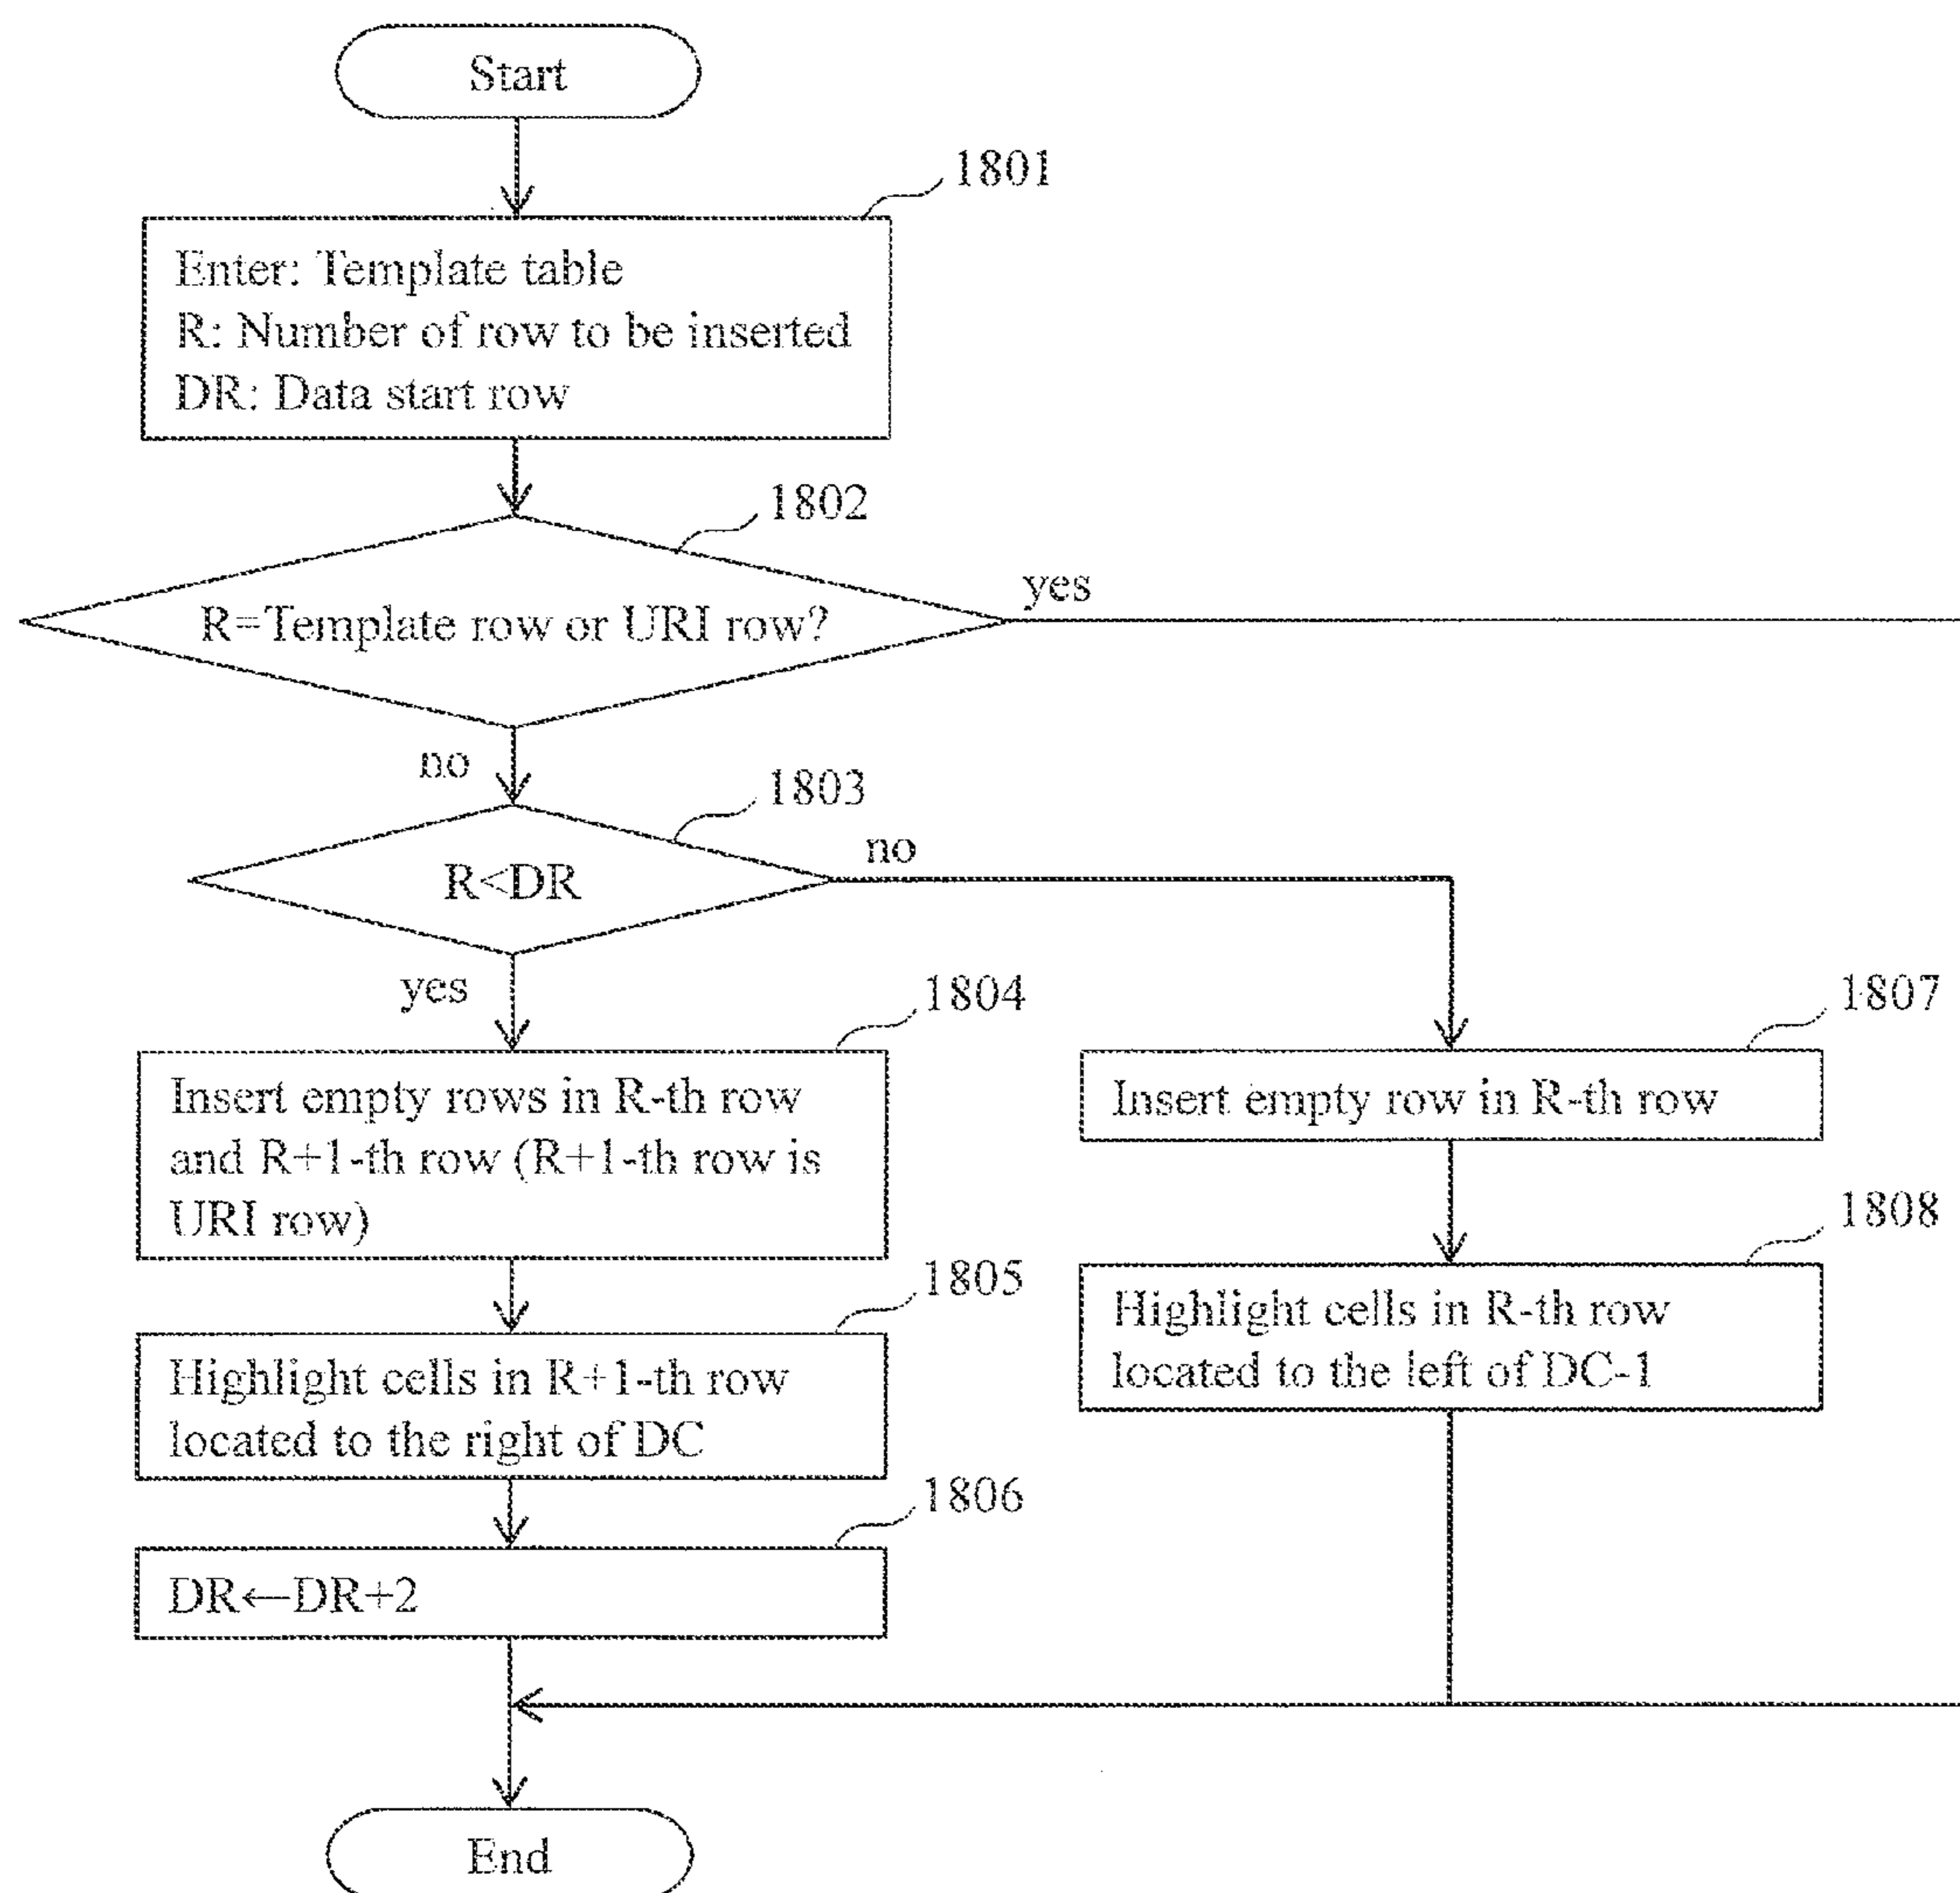 Start
1801
Enter: Template table
R: Number of row to be inserted
DR: Data start row
1802
R=Template row or URI row?
yes
no
1803
R<DR
no
yes
1804
Insert empty rows in R-th row
and R+1-th row (R+1-th row is
URI row)
1807
Insert empty row in R-th row
1805
Highlight cells in R+1-th row
located to the right of DC
1808
Highlight cells in R-th row
located to the left of DC-1
1806
DR←DR+2
End